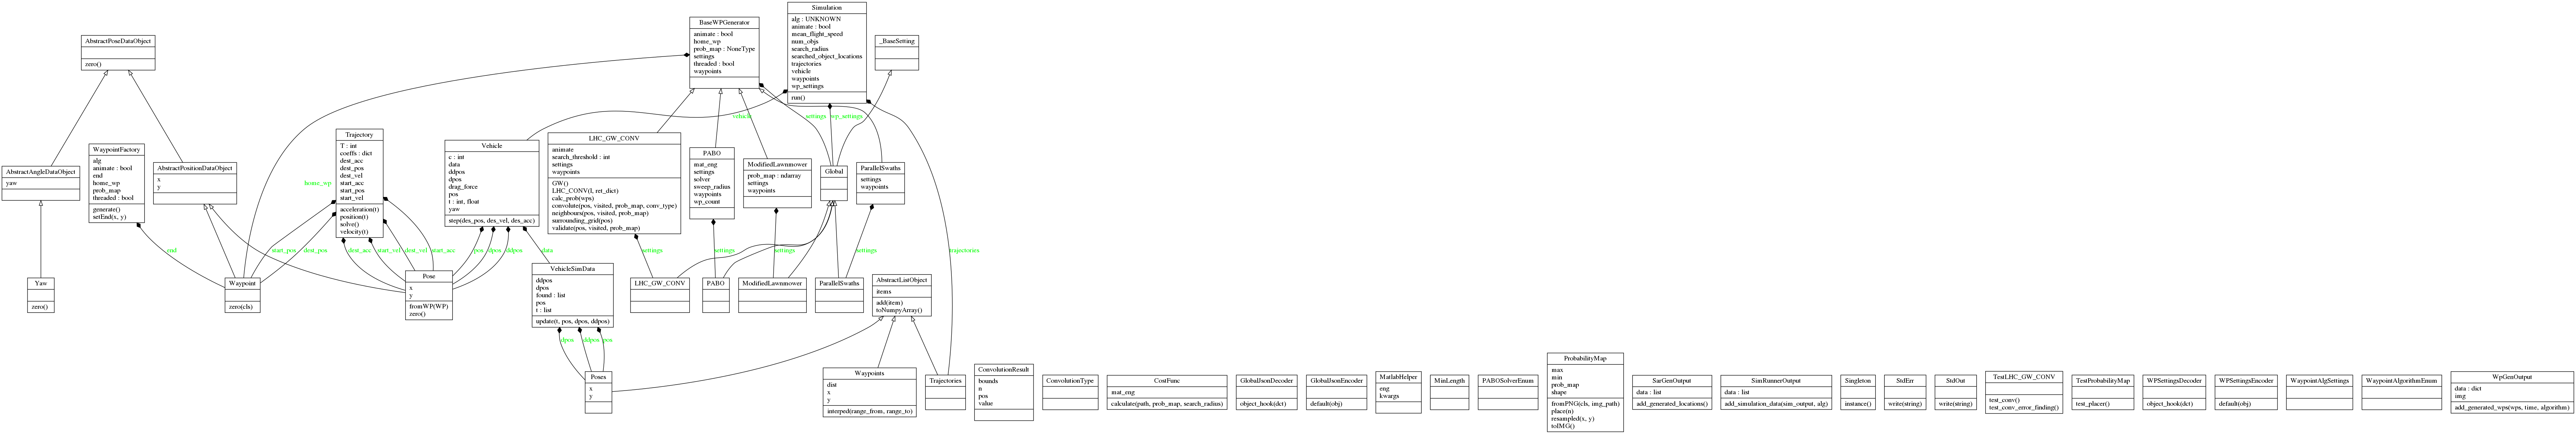 AbstractPoseDataObject
zero()
BaseWPGenerator
animate : bool
home_wp
prob_map : NoneType
settings
threaded : bool
waypoints
Simulation
alg : UNKNOWN
animate : bool
mean_flight_speed
num_objs
search_radius
searched_object_locations
trajectories
vehicle
waypoints
wp_settings
run()
_BaseSetting
AbstractAngleDataObject
yaw
WaypointFactory
alg
animate : bool
end
home_wp
prob_map
threaded : bool
generate()
setEnd(x, y)
AbstractPositionDataObject
x
y
home_wp
Trajectory
T : int
coeffs : dict
dest_acc
dest_pos
dest_vel
start_acc
start_pos
start_vel
acceleration(t)
position(t)
solve()
velocity(t)
Vehicle
c : int
data
ddpos
dpos
drag_force
pos
t : int, float
yaw
step(des_pos, des_vel, des_acc)
LHC_GW_CONV
animate
search_threshold : int
settings
waypoints
GW()
LHC_CONV(l, ret_dict)
calc_prob(wps)
convolute(pos, visited, prob_map, conv_type)
neighbours(pos, visited, prob_map)
surrounding_grid(pos)
validate(pos, visited, prob_map)
PABO
mat_eng
settings
solver
sweep_radius
waypoints
wp_count
vehicle
ModifiedLawnmower
prob_map : ndarray
settings
waypoints
settings
wp_settings
Global
ParallelSwaths
settings
waypoints
end
start_pos
dest_pos
dest_acc
start_vel
dest_vel
start_acc
pos
dpos
ddpos
data
settings
settings
settings
settings
trajectories
Yaw
zero()
Waypoint
zero(cls)
Pose
x
y
fromWP(WP)
zero()
VehicleSimData
ddpos
dpos
found : list
pos
t : list
update(t, pos, dpos, ddpos)
LHC_GW_CONV
PABO
ModifiedLawnmower
ParallelSwaths
AbstractListObject
items
add(item)
toNumpyArray()
dpos
ddpos
pos
Poses
x
y
Waypoints
dist
x
y
interped(range_from, range_to)
Trajectories
ConvolutionResult
bounds
n
pos
value
ConvolutionType
CostFunc
mat_eng
calculate(path, prob_map, search_radius)
GlobalJsonDecoder
object_hook(dct)
GlobalJsonEncoder
default(obj)
MatlabHelper
eng
kwargs
MinLength
PABOSolverEnum
ProbabilityMap
max
min
prob_map
shape
fromPNG(cls, img_path)
place(n)
resampled(x, y)
toIMG()
SarGenOutput
data : list
add_generated_locations()
SimRunnerOutput
data : list
add_simulation_data(sim_output, alg)
Singleton
instance()
StdErr
write(string)
StdOut
write(string)
TestLHC_GW_CONV
test_conv()
test_conv_error_finding()
TestProbabilityMap
test_placer()
WPSettingsDecoder
object_hook(dct)
WPSettingsEncoder
default(obj)
WaypointAlgSettings
WaypointAlgorithmEnum
WpGenOutput
data : dict
img
add_generated_wps(wps, time, algorithm)